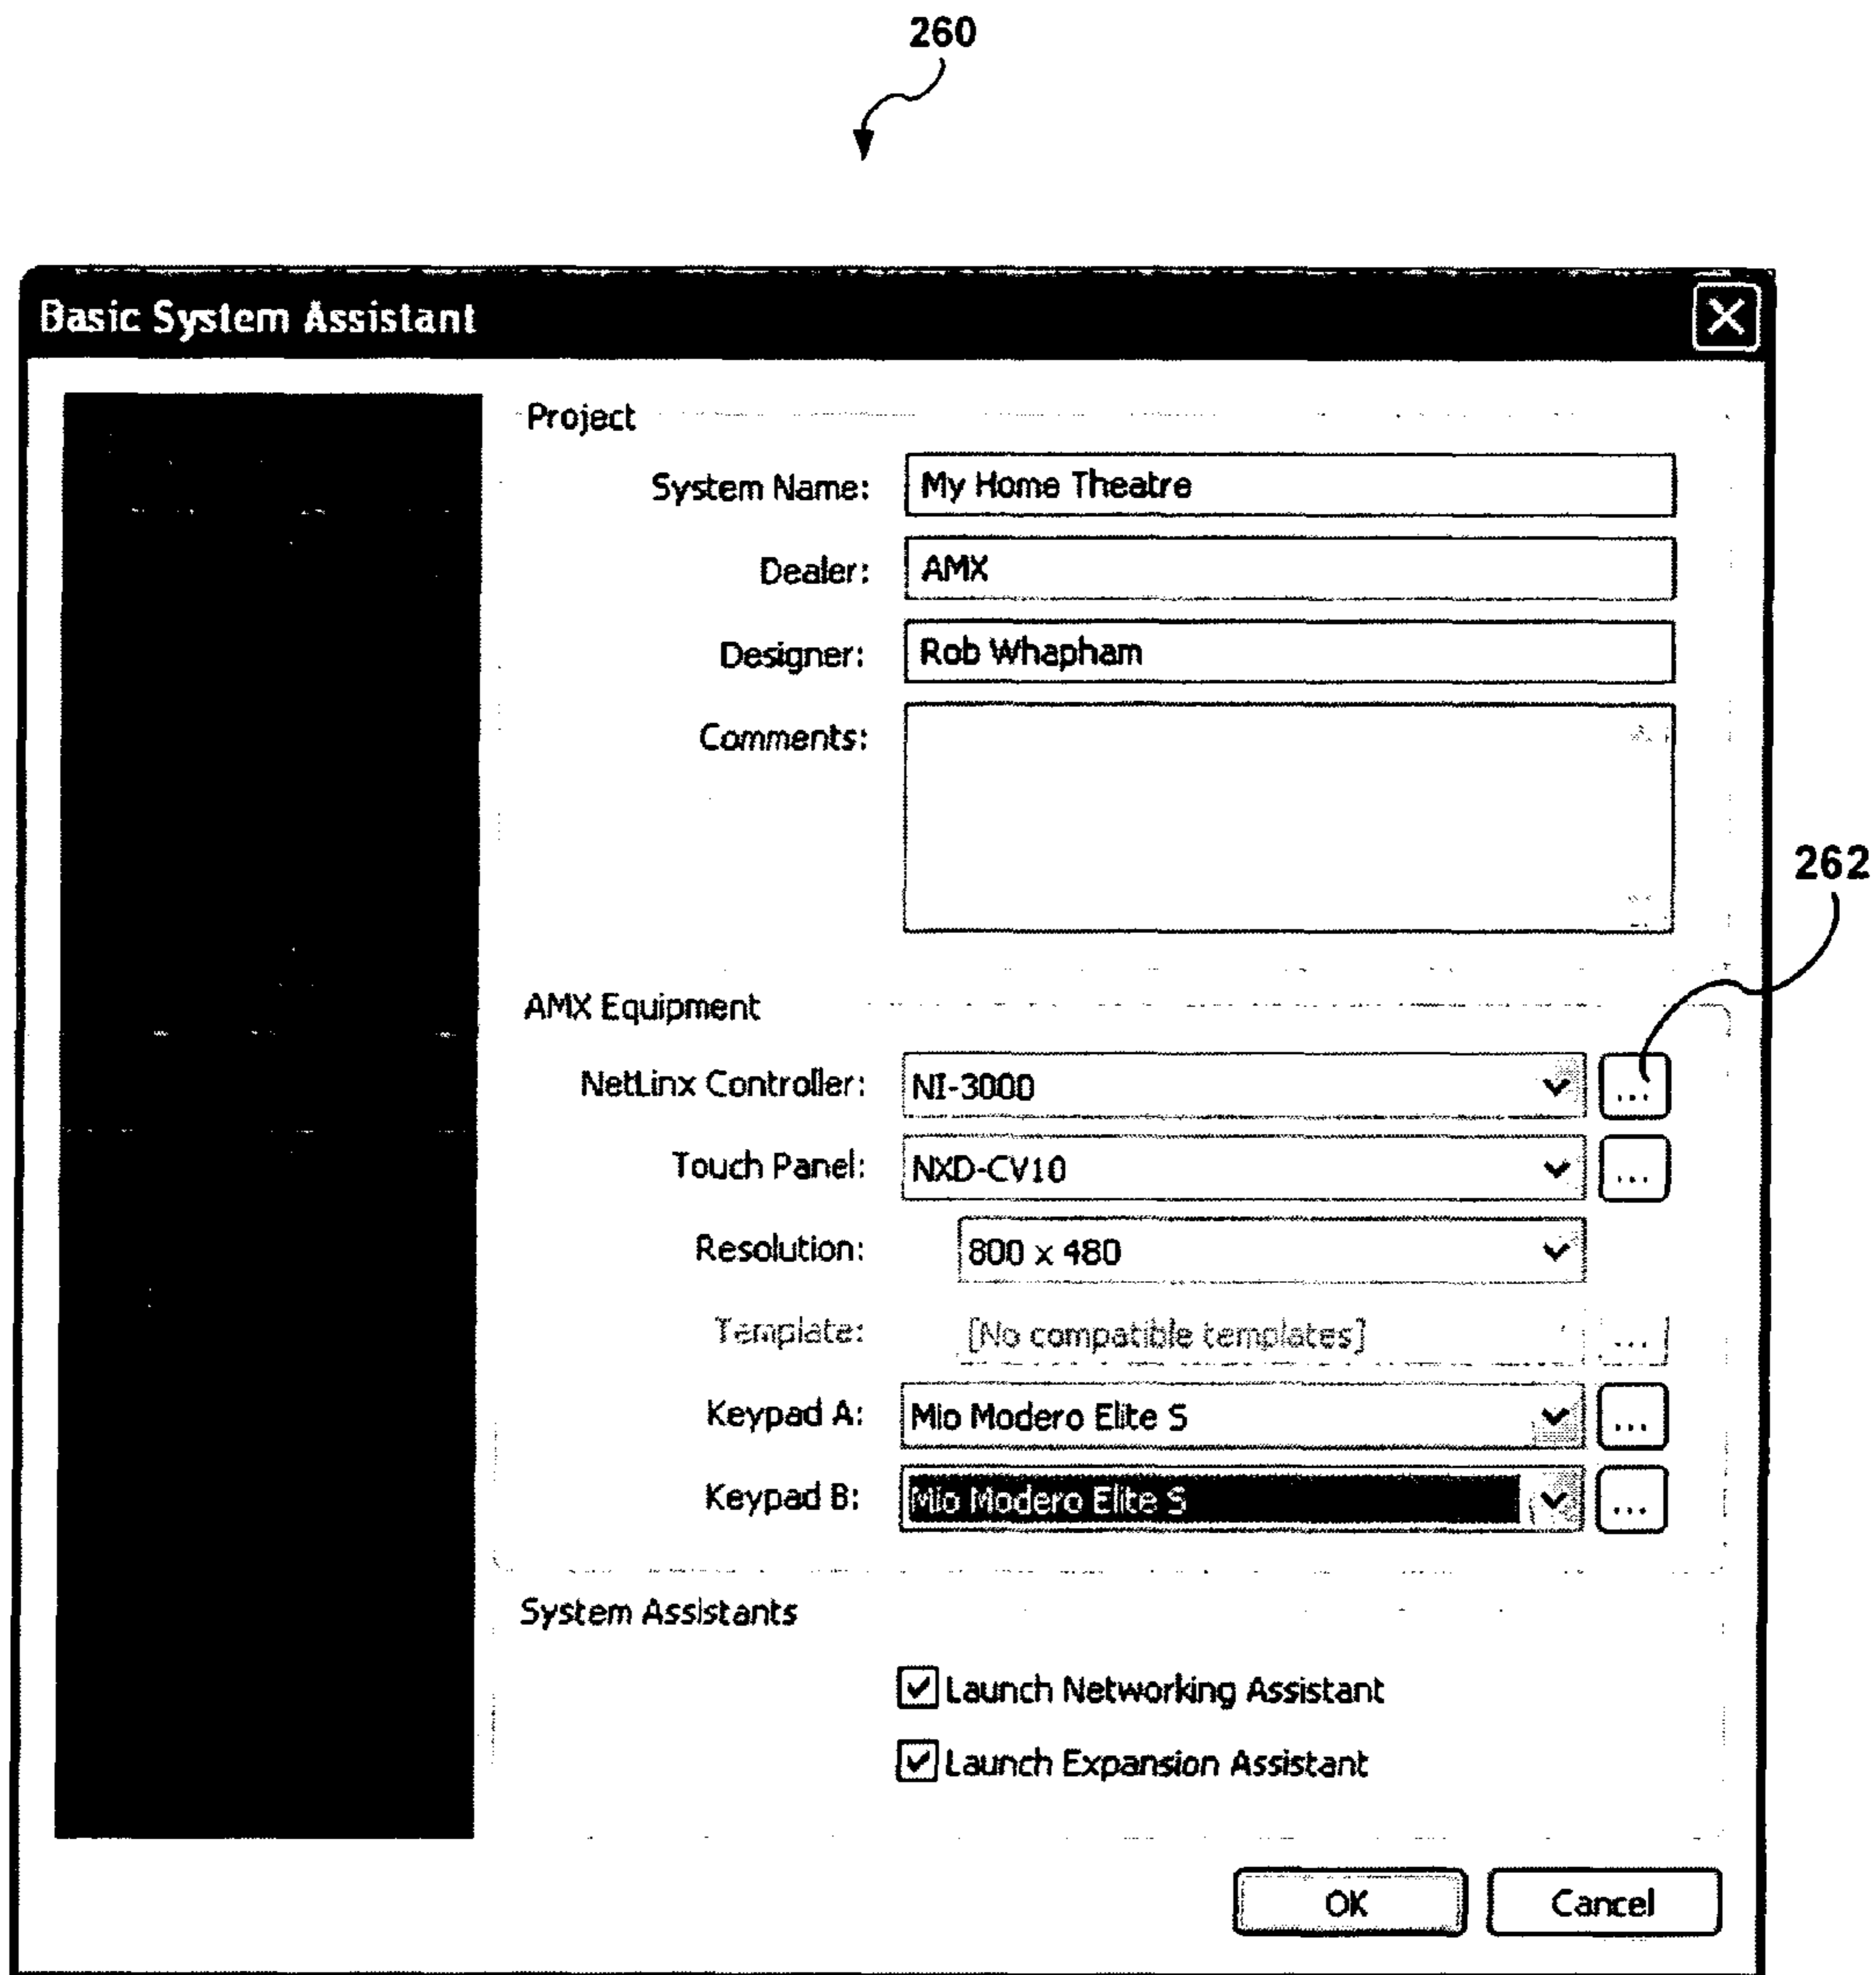 260
Basic System Assistant
Project
System Name: My Home Theatre
Dealer: AMX
Designer: Rob Whapham
Comments:
262
AMX Equipment
NetLinx Controller: NI-3000 ...
Touch Panel: NXD-CV10 ...
Resolution: 800 x 480
Template: [No compatible templates] ...
Keypad A: Mio Modero Elite S ...
Keypad B: Mio Modero Elite S ...
System Assistants
Launch Networking Assistant
Launch Expansion Assistant
OK Cancel